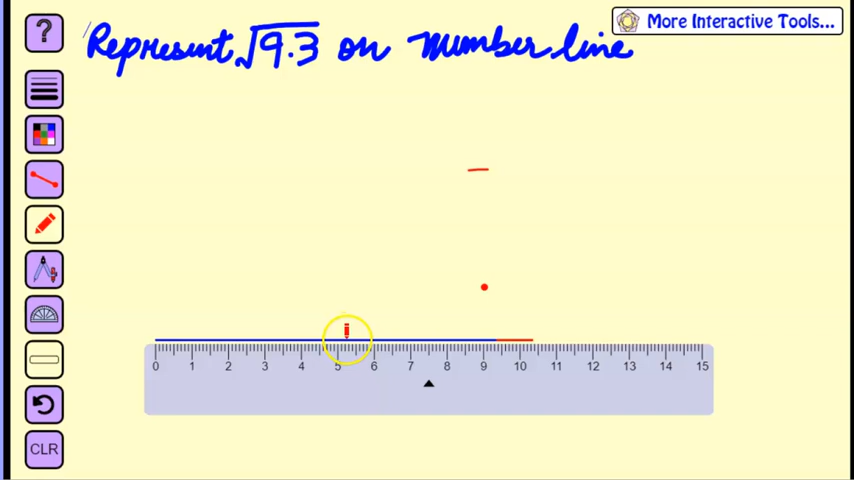 More Interactive Tools...
Represent √9.3 on number line
?
0 1 2 3 4 5 6 7 8 9 10 11 12 13 14 15
CLR